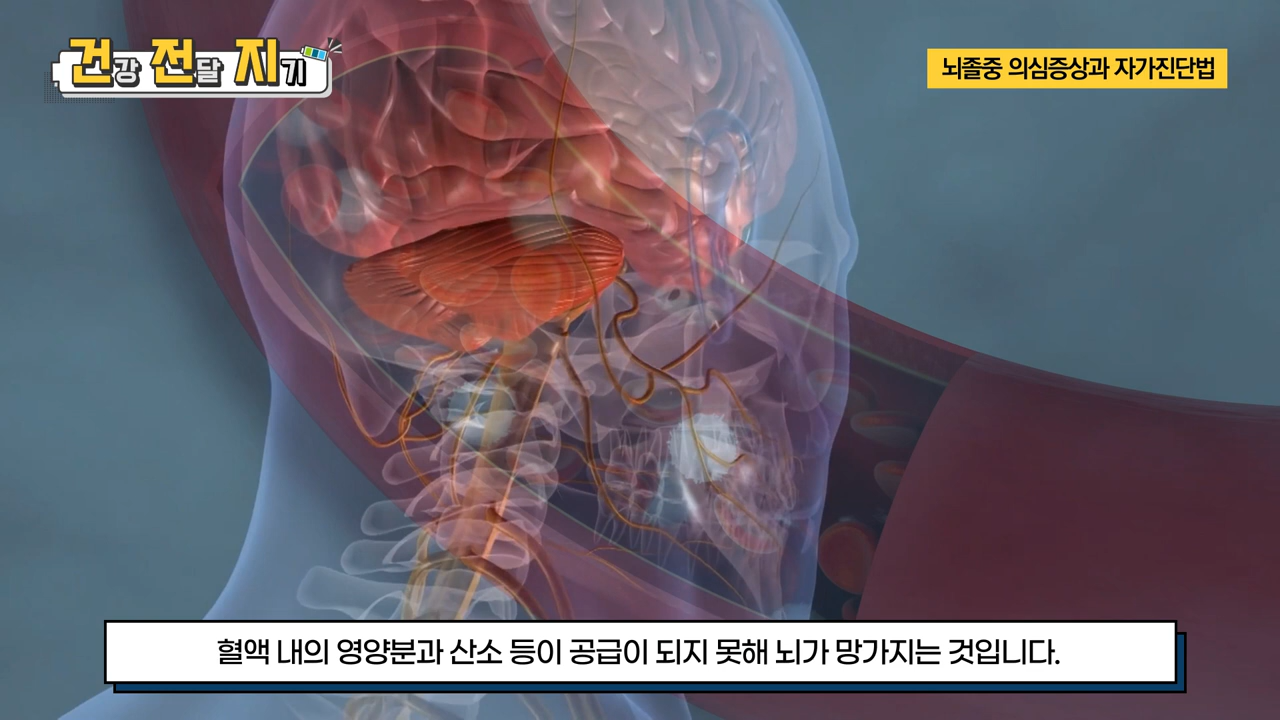 건강 전달 지기
뇌졸중 의심증상과 자가진단법
혈액 내의 영양분과 산소 등이 공급이 되지 못해 뇌가 망가지는 것입니다.